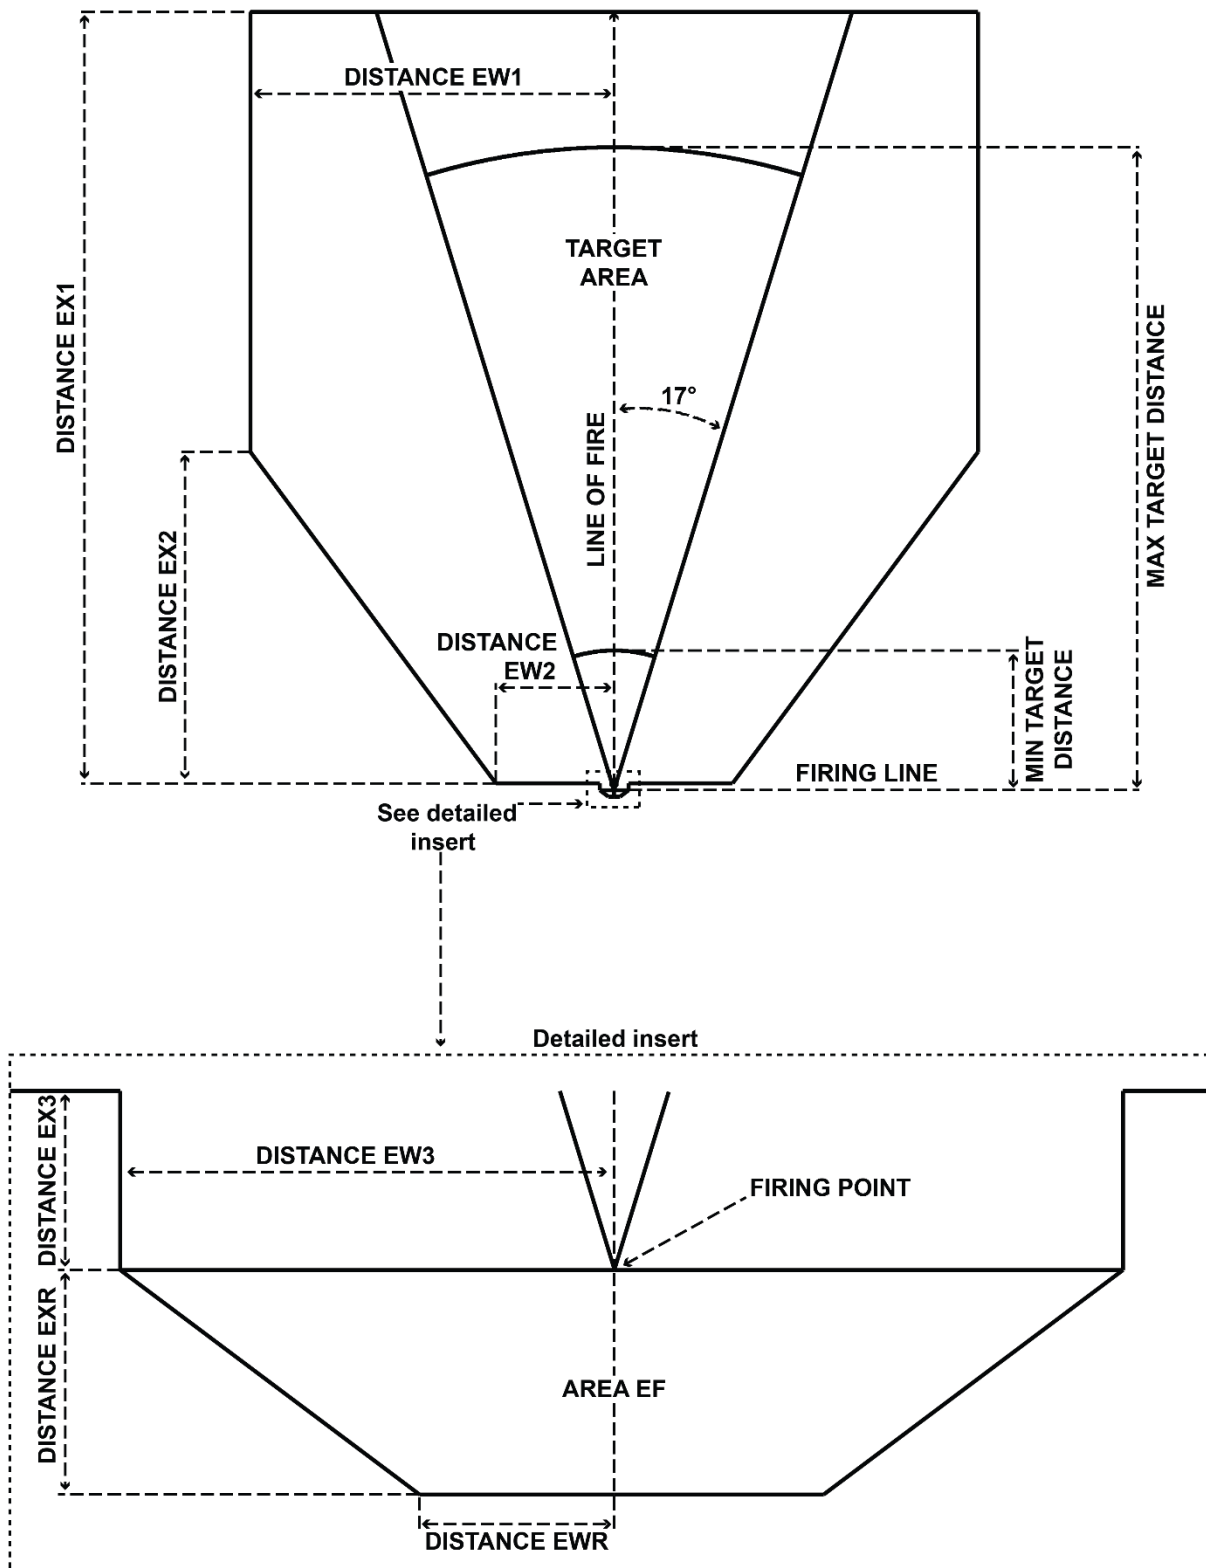 DISTANCE EW1
TARGET
AREA
DISTANCE EX1
MAX TARGET DISTANCE
17°
LINE OF FIRE
DISTANCE EX2
DISTANCE
EW2
MIN TARGET
DISTANCE
FIRING LINE
See detailed
insert
Detailed insert
DISTANCE EX3
DISTANCE EW3
FIRING POINT
DISTANCE EXR
AREA EF
DISTANCE EWR